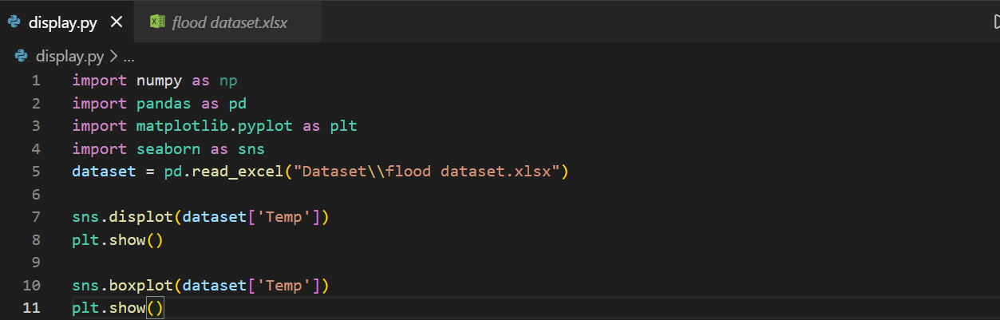 display.py
flood dataset.xlsx
display.py > ...
1 import numpy as np
2 import pandas as pd
3 import matplotlib.pyplot as plt
4 import seaborn as sns
5 dataset = pd.read_excel("Dataset\\flood dataset.xlsx")
6
7 sns.displot(dataset['Temp'])
8 plt.show()
9
10 sns.boxplot(dataset['Temp'])
11 plt.show()